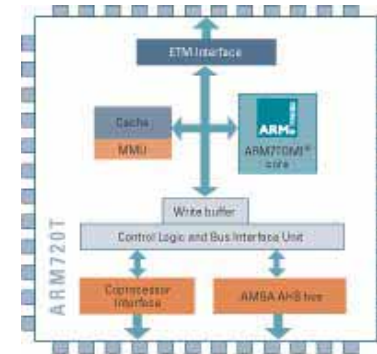 ETM Interface
Cache
MMU
ARM
ARM7TDMI®
core
Write buffer
Control Logic and Bus Interface Unit
Coprocessor
Interface
AMBA AHB bus
ARM720T